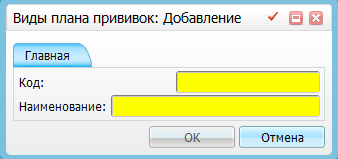 Виды плана прививок: Добавление
Главная
Код:
Наименование:
ОК Отмена